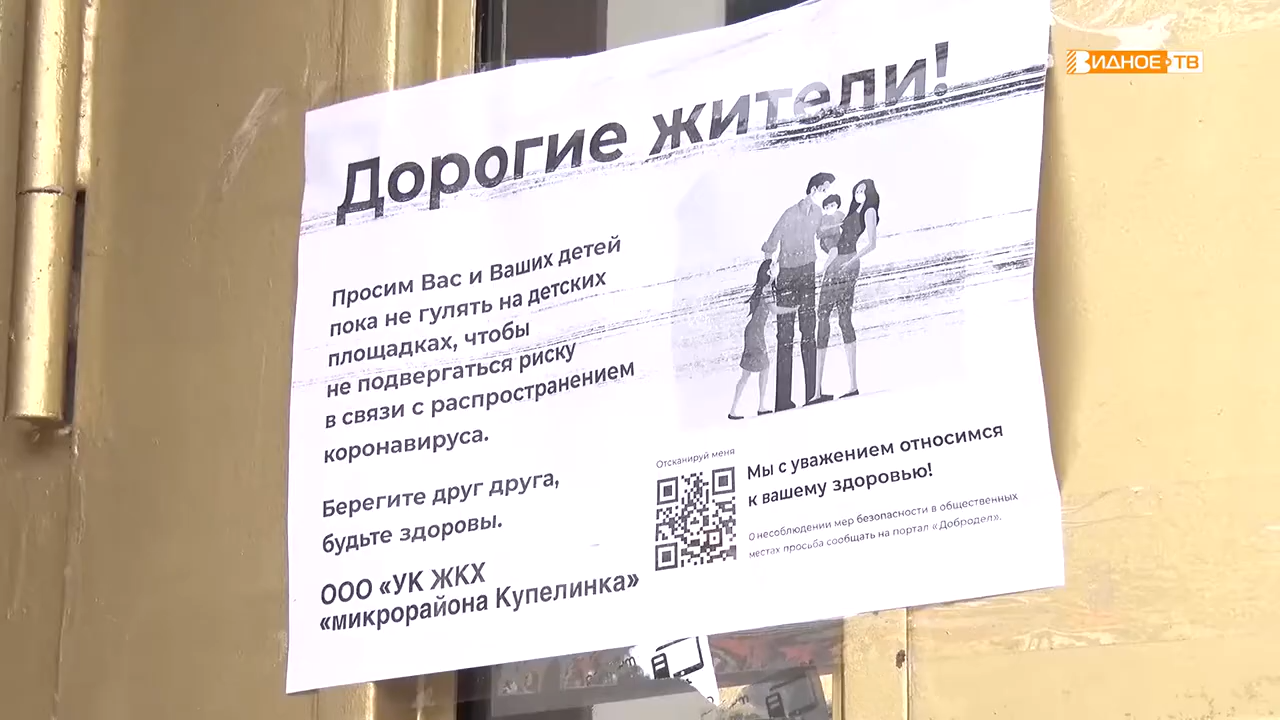 ВИДНОЕ ТВ
Дорогие жители!
Просим Вас и Ваших детей
пока не гулять на детских
площадках, чтобы
не подвергаться риску
в связи с распространением
коронавируса.
Берегите друг друга,
будьте здоровы.
ООО «УК ЖКХ
«микрорайона Купелинка»
Отсканируй меня
Мы с уважением относимся
к вашему здоровью!
О несоблюдении мер безопасности в общественных
местах просьба сообщать на портал «Добродел».